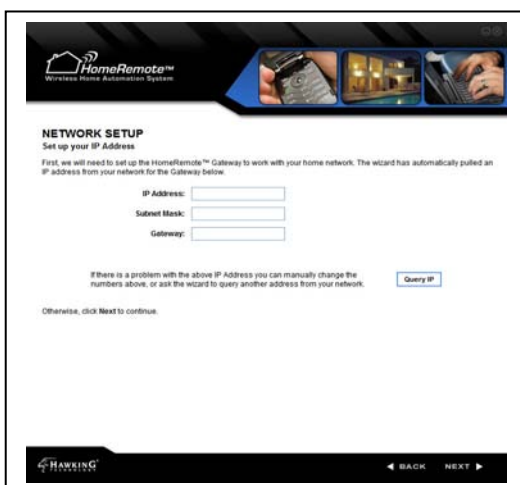 HomeRemote™
Wireless Home Automation System
NETWORK SETUP
Set up your IP Address
First, we will need to set up the HomeRemote™ Gateway to work with your home network. The wizard has automatically pulled an
IP address from your network for the Gateway below.
IP Address:
Subnet Mask:
Gateway:
If there is a problem with the above IP Address you can manually change the
numbers above, or ask the wizard to query another address from your network.
Query IP
Otherwise, click Next to continue.
HAWKING
TECHNOLOGY
BACK
NEXT